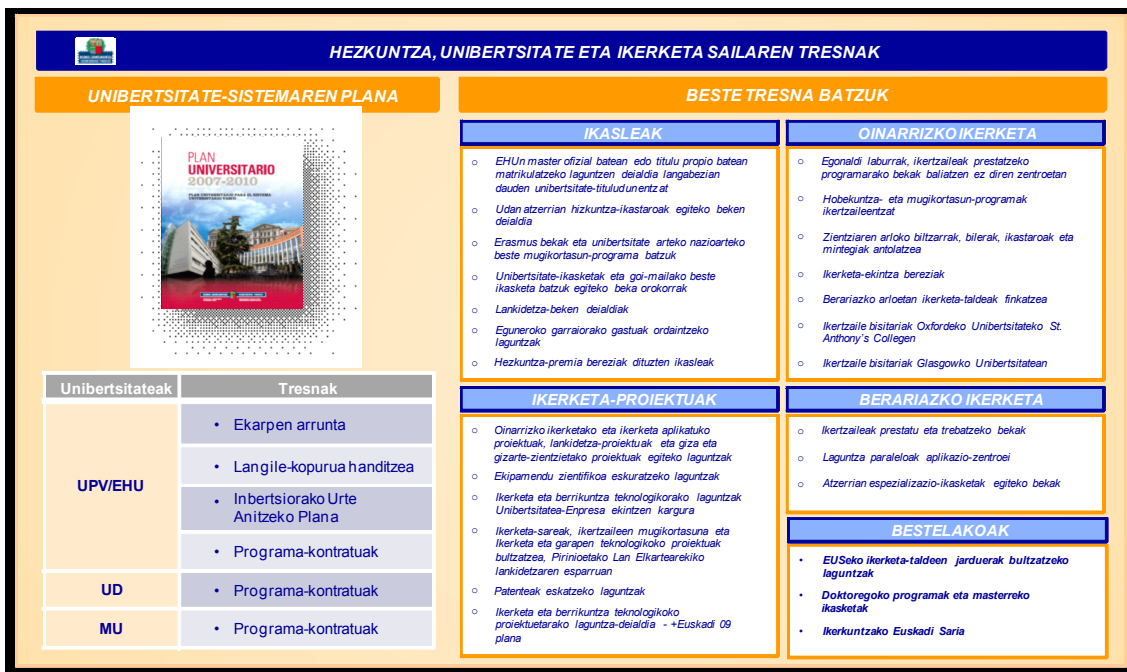 HEZKUNTZA, UNIBERTSITATE ETA IKERKETA SAILAREN TRESNAK
UNIBERTSITATE-SISTEMAREN PLANA
PLAN
UNIVERSITARIO
2007-2010
PLAN UNIVERSITARIO PARA EL SISTEMA
UNIVERSITARIO VASCO
Unibertsitateak
Tresnak
UPV/EHU
• Ekarpen arrunta
• Langile-kopurua handitzea
• Inbertsiorako Urte
Anitzeko Plana
• Programa-kontratuak
UD
• Programa-kontratuak
MU
• Programa-kontratuak
BESTE TRESNA BATZUK
IKASLEAK
o EHUn master ofizial batean edo titulu propio batean
matrikulatzeko laguntzen deialdia langabezian
dauden unibertsitate-tituludunentzat
o Udan atzerrian hizkuntza-ikastaroak egiteko beken
deialdia
o Erasmus bekak eta unibertsitate arteko nazioarteko
beste mugikortasun-programa batzuk
o Unibertsitate-ikasketak eta goi-mailako beste
ikasketa batzuk egiteko beka orokorrak
o Lankidetza-beken deialdiak
o Eguneroko garraiorako gastuak ordaintzeko
laguntzak
o Hezkuntza-premia bereziak dituzten ikasleak
OINARRIZKO IKERKETA
o Egonaldi laburrak, ikertzaileak prestatzeko
programarako bekak baliatzen ez diren zentroetan
o Hobekuntza- eta mugikortasun-programak
ikertzaileentzat
o Zientziaren arloko biltzarrak, bilerak, ikastaroak eta
mintegiak antolatzea
o Ikerketa-ekintza bereziak
o Berariazko arloetan ikerketa-taldeak finkatzea
o Ikertzaile bisitariak Oxfordeko Unibertsitateko St.
Anthony's Collegen
o Ikertzaile bisitariak Glasgowko Unibertsitatean
IKERKETA-PROIEKTUAK
o Oinarrizko ikerketako eta ikerketa aplikatuko
proiektuak, lankidetza-proiektuak eta giza eta
gizarte-zientzietako proiektuak egiteko laguntzak
o Ekipamendu zientifikoa eskuratzeko laguntzak
o Ikerketa eta berrikuntza teknologikorako laguntzak
Unibertsitatea-Enpresa ekintzen kargura
o Ikerketa-sareak, ikertzaileen mugikortasuna eta
Ikerketa eta garapen teknologikoko proiektuak
bultzatzea, Pirinioetako Lan Elkartearekiko
lankidetzaren esparruan
o Patenteak eskatzeko laguntzak
o Ikerketa eta berrikuntza teknologikoko
proiektuetarako laguntza-deialdia - +Euskadi 09
plana
BERARIAZKO IKERKETA
o Ikertzaileak prestatu eta trebatzeko bekak
o Laguntza paraleloak aplikazio-zentroei
o Atzerrian espezializazio-ikasketak egiteko bekak
BESTELAKOAK
• EUSeko ikerketa-taldeen jarduerak bultzatzeko
laguntzak
• Doktoregoko programak eta masterreko
ikasketak
• Ikerkuntzako Euskadi Saria